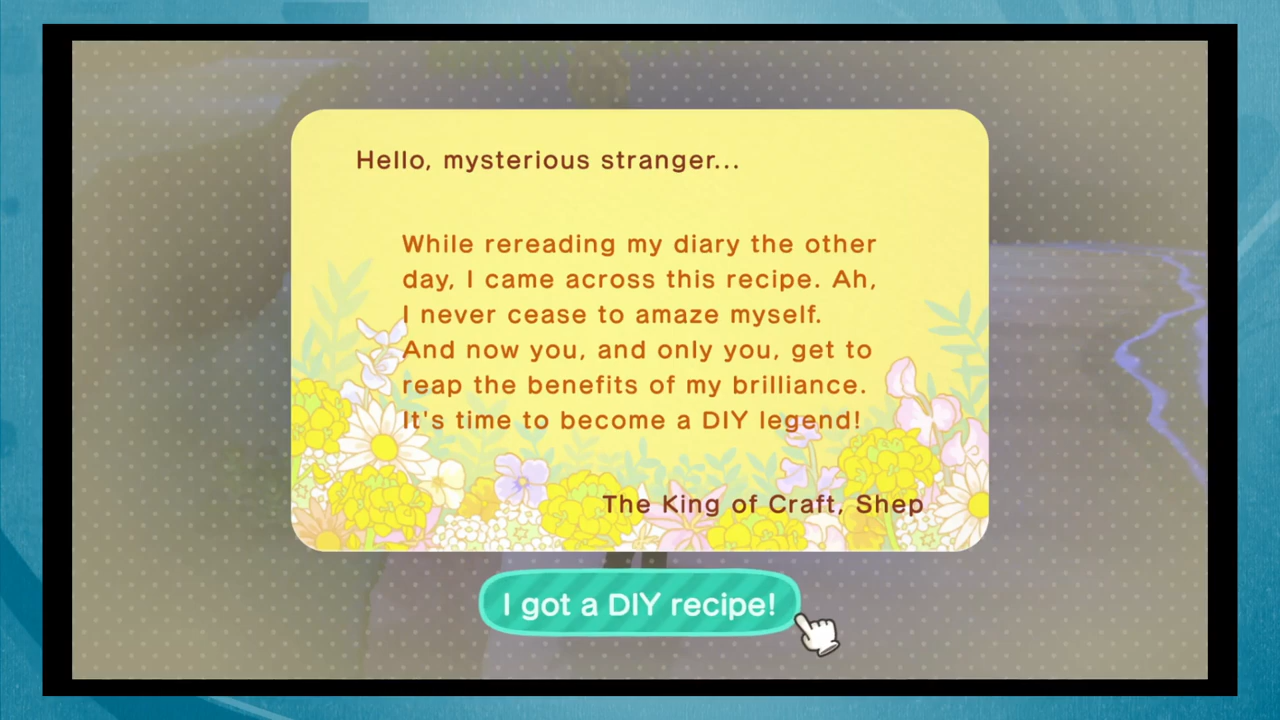 Hello, mysterious stranger...
While rereading my diary the other
day, I came across this recipe. Ah,
I never cease to amaze myself.
And now you, and only you, get to
reap the benefits of my brilliance.
It's time to become a DIY legend!
The King of Craft, Shep
I got a DIY recipe!